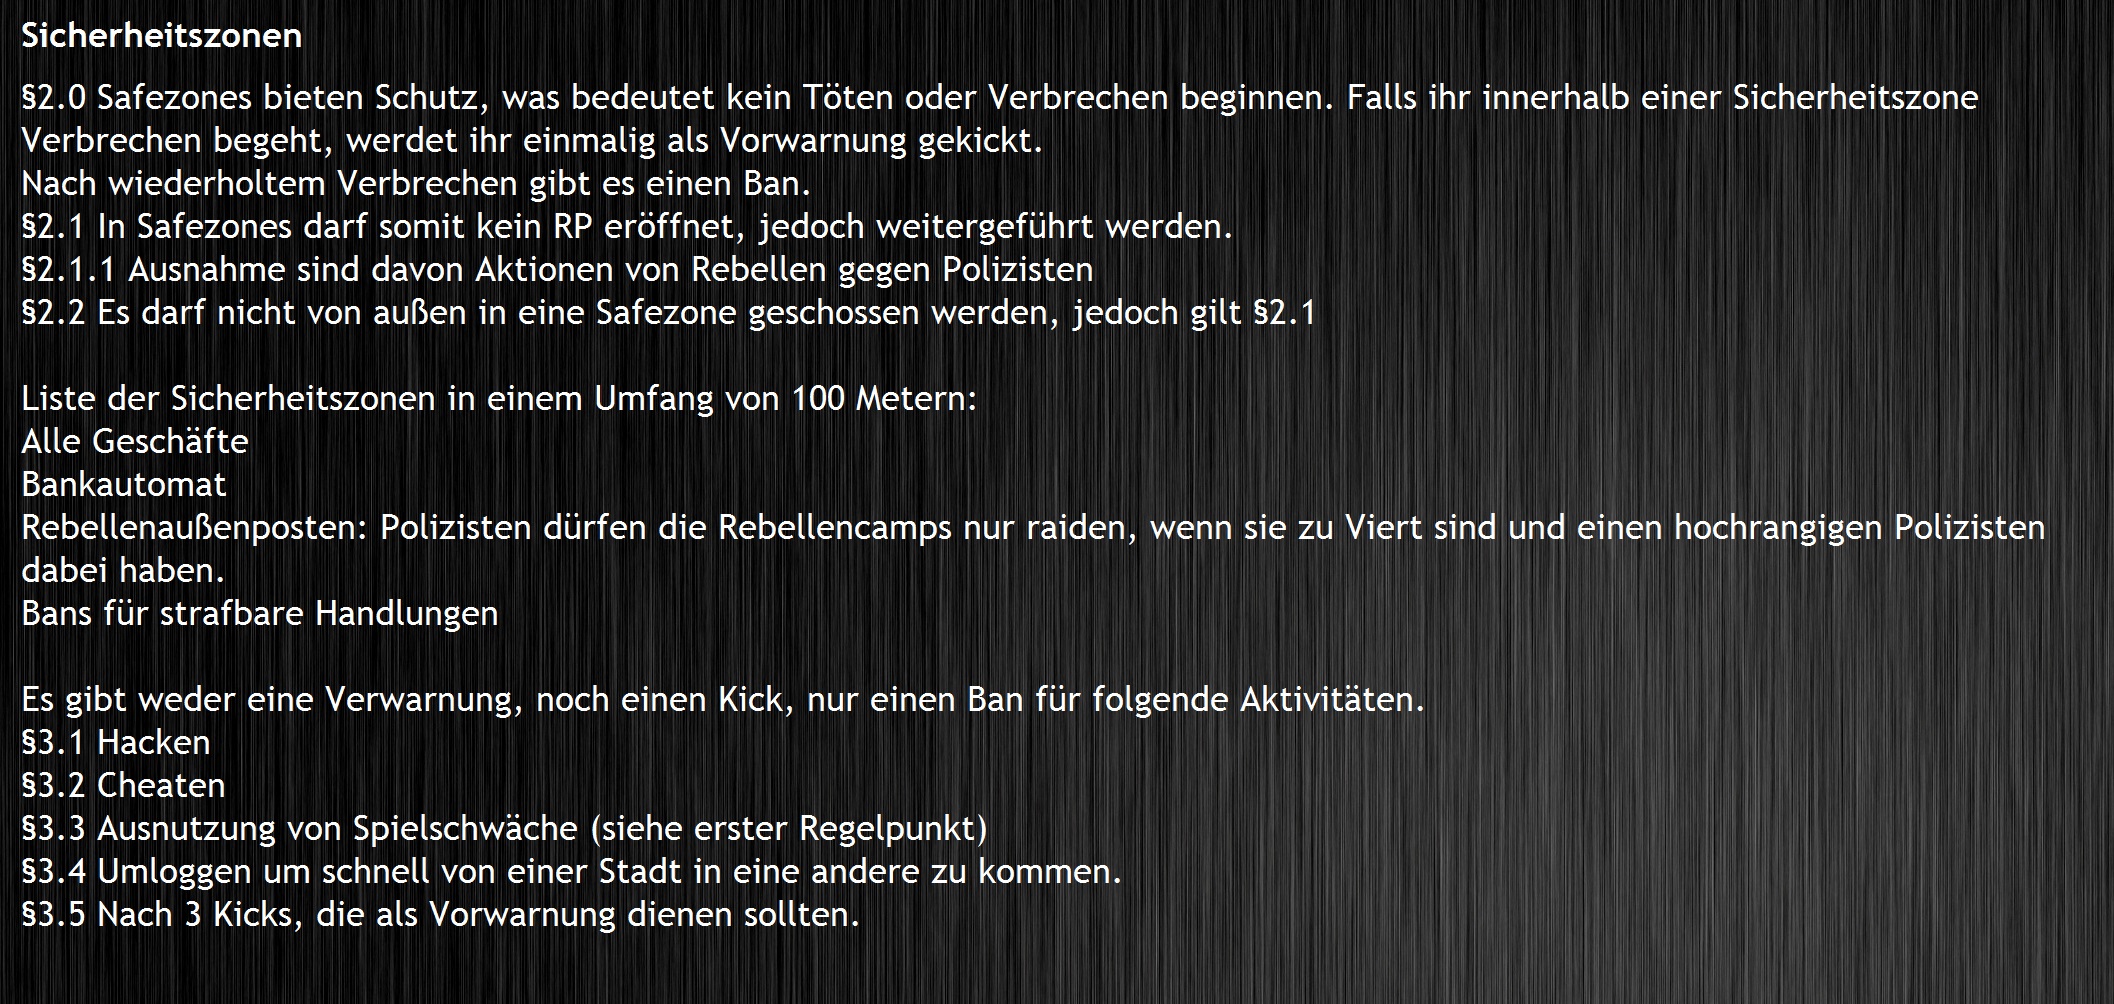 Sicherheitszonen
§2.0 Safezones bieten Schutz, was bedeutet kein Töten oder Verbrechen beginnen. Falls ihr innerhalb einer Sicherheitszone
Verbrechen begeht, werdet ihr einmalig als Vorwarnung gekickt.
Nach wiederholtem Verbrechen gibt es einen Ban.
§2.1 In Safezones darf somit kein RP eröffnet, jedoch weitergeführt werden.
§2.1.1 Ausnahme sind davon Aktionen von Rebellen gegen Polizisten
§2.2 Es darf nicht von außen in eine Safezone geschossen werden, jedoch gilt §2.1
Liste der Sicherheitszonen in einem Umfang von 100 Metern:
Alle Geschäfte
Bankautomat
Rebellenaußenposten: Polizisten dürfen die Rebellencamps nur raiden, wenn sie zu Viert sind und einen hochrangigen Polizisten
dabei haben.
Bans für strafbare Handlungen
Es gibt weder eine Verwarnung, noch einen Kick, nur einen Ban für folgende Aktivitäten.
§3.1 Hacken
§3.2 Cheaten
§3.3 Ausnutzung von Spielschwäche (siehe erster Regelpunkt)
§3.4 Umloggen um schnell von einer Stadt in eine andere zu kommen.
§3.5 Nach 3 Kicks, die als Vorwarnung dienen sollten.